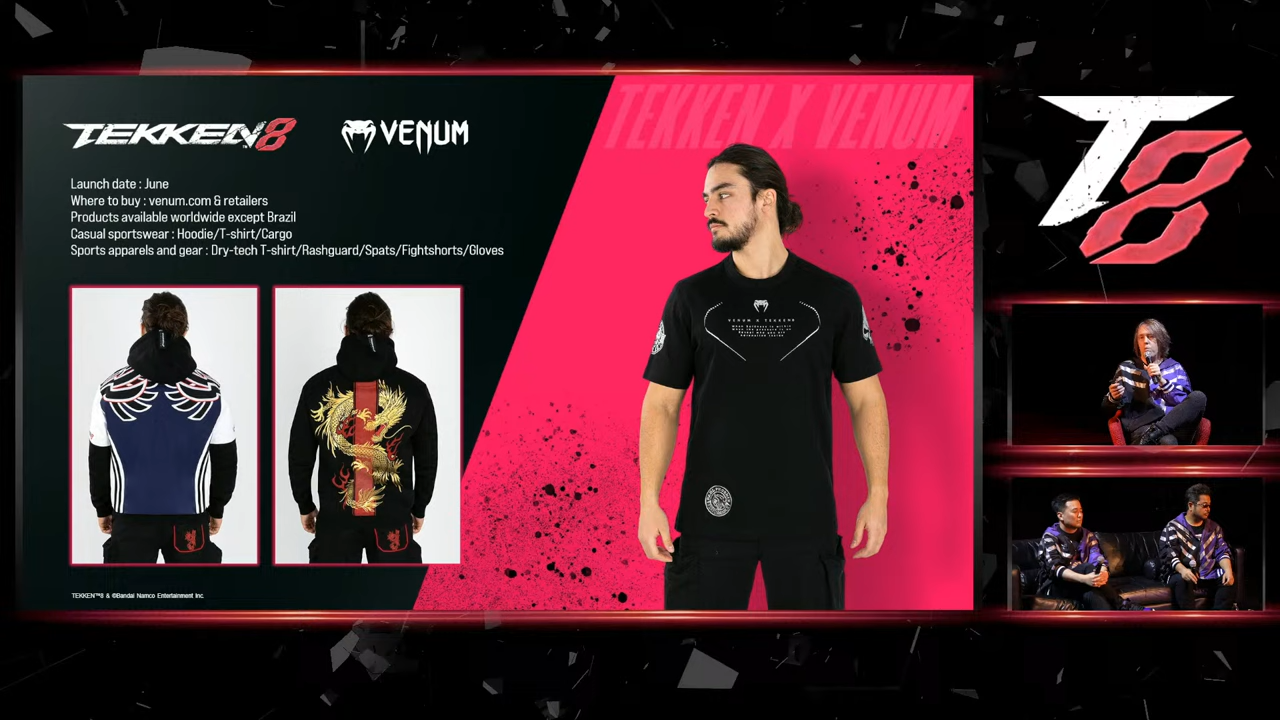 TEKKEN 8
VENUM
TEKKEN X VENUM
Launch date : June
Where to buy : venum.com & retailers
Products available worldwide except Brazil
Casual sportswear : Hoodie/T-shirt/Cargo
Sports apparels and gear : Dry-tech T-shirt/Rashguard/Spats/Fightshorts/Gloves
VENUM X TEKKEN8
TEKKEN™8 & ©Bandai Namco Entertainment Inc.
T8